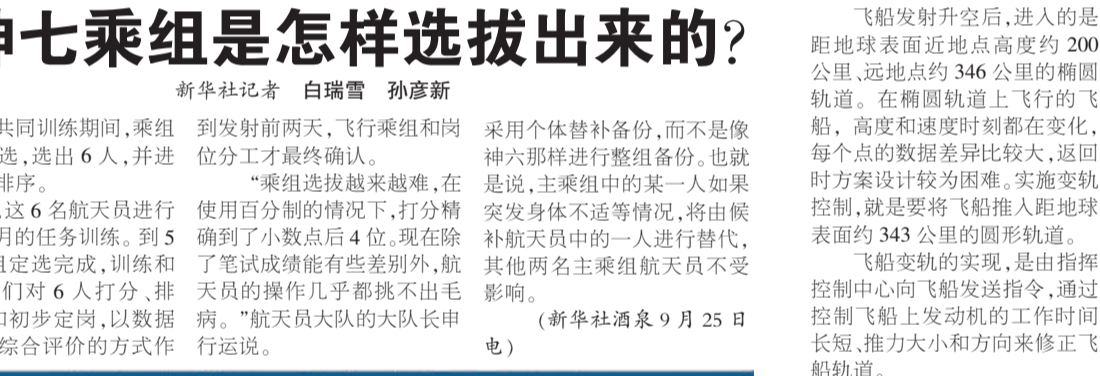 七乘组是怎样选拔出来的?
新华社记者 白瑞雪 孙彦新
共同训练期间,乘组
选,选出6人,并进
排序。
这6名航天员进行
月的任务训练。到5
组定选完成,训练和
们对6人打分、排
和初步定岗,以数据
综合评价的方式作
到发射前两天,飞行乘组和岗
位分工才最终确认。
“乘组选拔越来越难,在
使用百分制的情况下,打分精
确到了小数点后4位。现在除
了笔试成绩能有些差别外,航
天员的操作几乎都挑不出毛
病。”航天员大队的大队长申
行运说。
采用个体替补备份,而不是像
神六那样进行整组备份。也就
是说,主乘组中的某一人如果
突发身体不适等情况,将由候
补航天员中的一人进行替代,
其他两名主乘组航天员不受
影响。
(新华社酒泉9月25日
电)
飞船发射升空后,进入的是
距地球表面近地点高度约200
公里、远地点约346公里的椭圆
轨道。在椭圆轨道上飞行的飞
船,高度和速度时刻都在变化,
每个点的数据差异比较大,返回
时方案设计较为困难。实施变轨
控制,就是要将飞船推入距地球
表面约343公里的圆形轨道。
飞船变轨的实现,是由指挥
控制中心向飞船发送指令,通过
控制飞船上发动机的工作时间
长短、推力大小和方向来修正飞
船轨道。